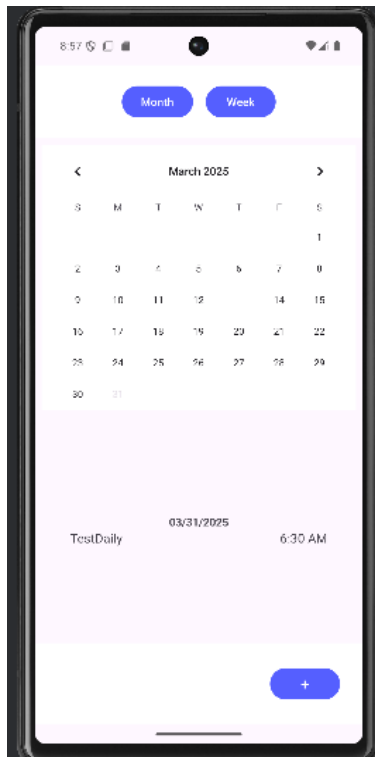 8:57
Month Week
March 2025
S M T W T F S
1
2 3 4 5 6 7 8
9 10 11 12 14 15
16 17 18 19 20 21 22
23 24 25 26 27 28 29
30 31
03/31/2025
TestDaily 6:30 AM
+